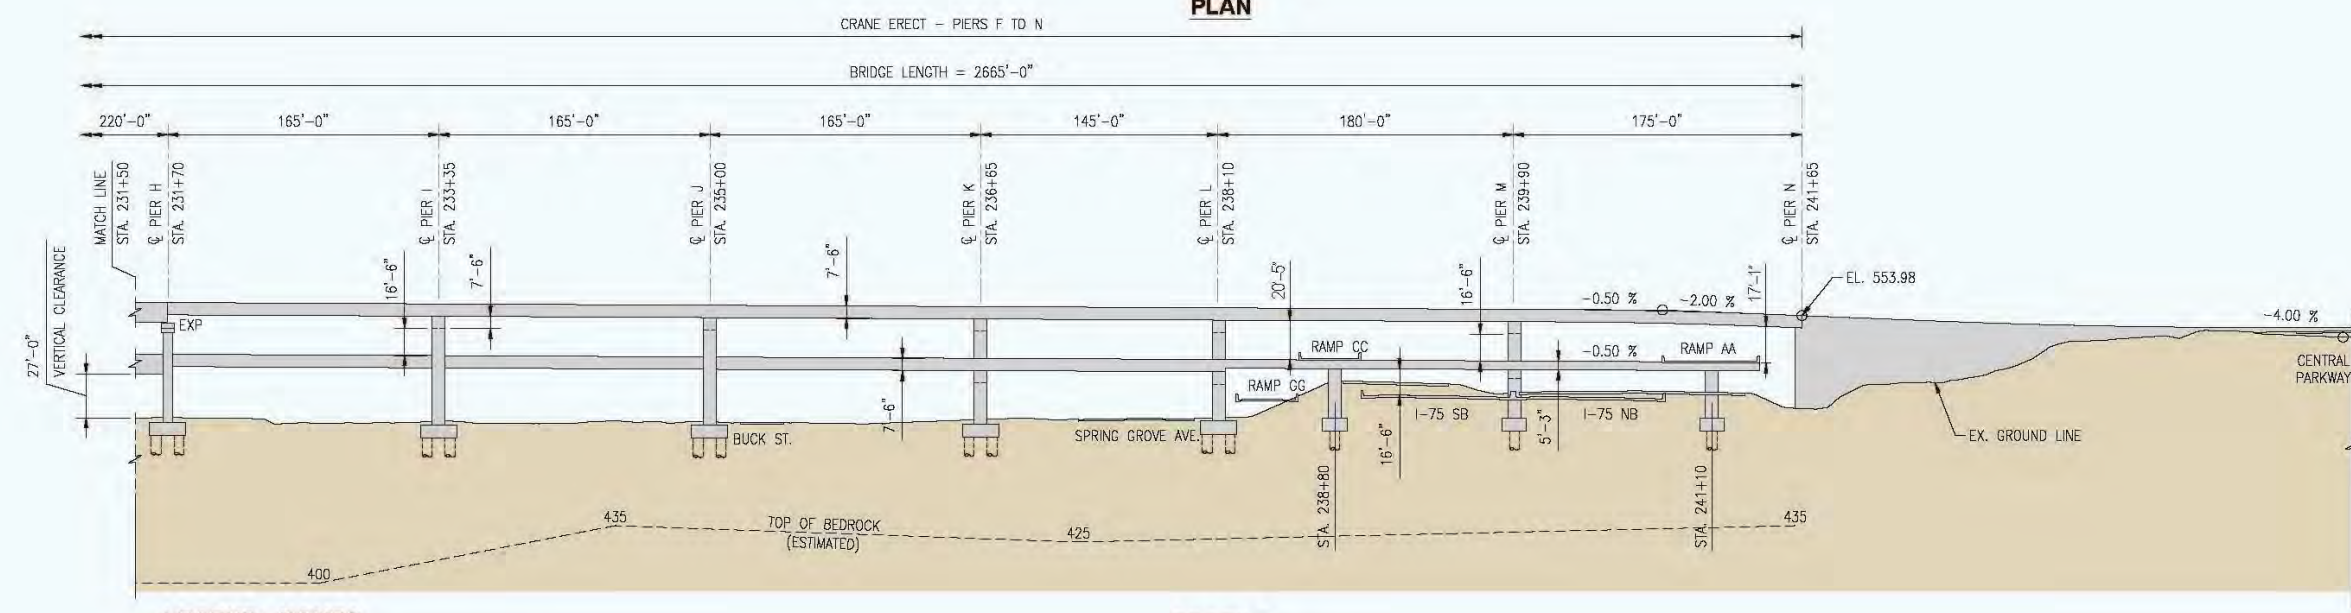 PLAN
CRANE ERECT – PIERS F TO N
BRIDGE LENGTH = 2665'-0"
220'-0"
165'-0"
165'-0"
165'-0"
145'-0"
180'-0"
175'-0"
MATCH LINE
STA. 231+50
℄ PIER H
STA. 231+70
℄ PIER I
STA. 233+35
℄ PIER J
STA. 235+00
℄ PIER K
STA. 236+65
℄ PIER L
STA. 238+10
℄ PIER M
STA. 239+90
℄ PIER N
STA. 241+65
27'-0"
VERTICAL CLEARANCE
16'-6"
7'-6"
7'-6"
20'-5"
16'-6"
-0.50 %
-2.00 %
17'-1"
EL. 553.98
-4.00 %
EXP
RAMP CC
-0.50 %
RAMP AA
CENTRAL
PARKWAY
RAMP GG
I-75 SB
I-75 NB
7'-6"
BUCK ST.
SPRING GROVE AVE.
16'-6"
5'-3"
EX. GROUND LINE
STA. 238+80
STA. 241+10
435
TOP OF BEDROCK
(ESTIMATED)
425
435
400